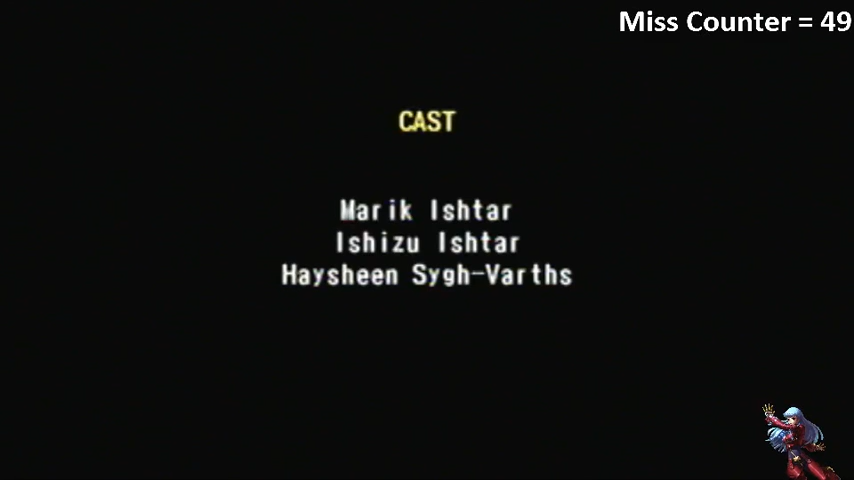 Miss Counter = 49
CAST
Marik Ishtar
Ishizu Ishtar
Haysheen Sygh-Varths